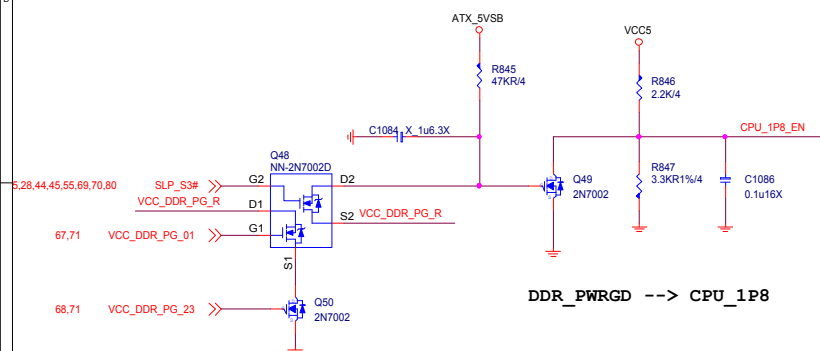 ATX_5VSB
VCC5
R845
47KR/4
R846
2.2K/4
C1084 X_1u6.3X
CPU_1P8_EN
Q48
NN-2N7002D
5,28,44,45,55,69,70,80 SLP_S3# G2 D2
Q49
2N7002
R847
3.3KR1%/4
C1086
0.1u16X
VCC_DDR_PG_R D1
S2 VCC_DDR_PG_R
67,71 VCC_DDR_PG_01 G1
S1
68,71 VCC_DDR_PG_23
Q50
2N7002
DDR_PWRGD --> CPU_1P8